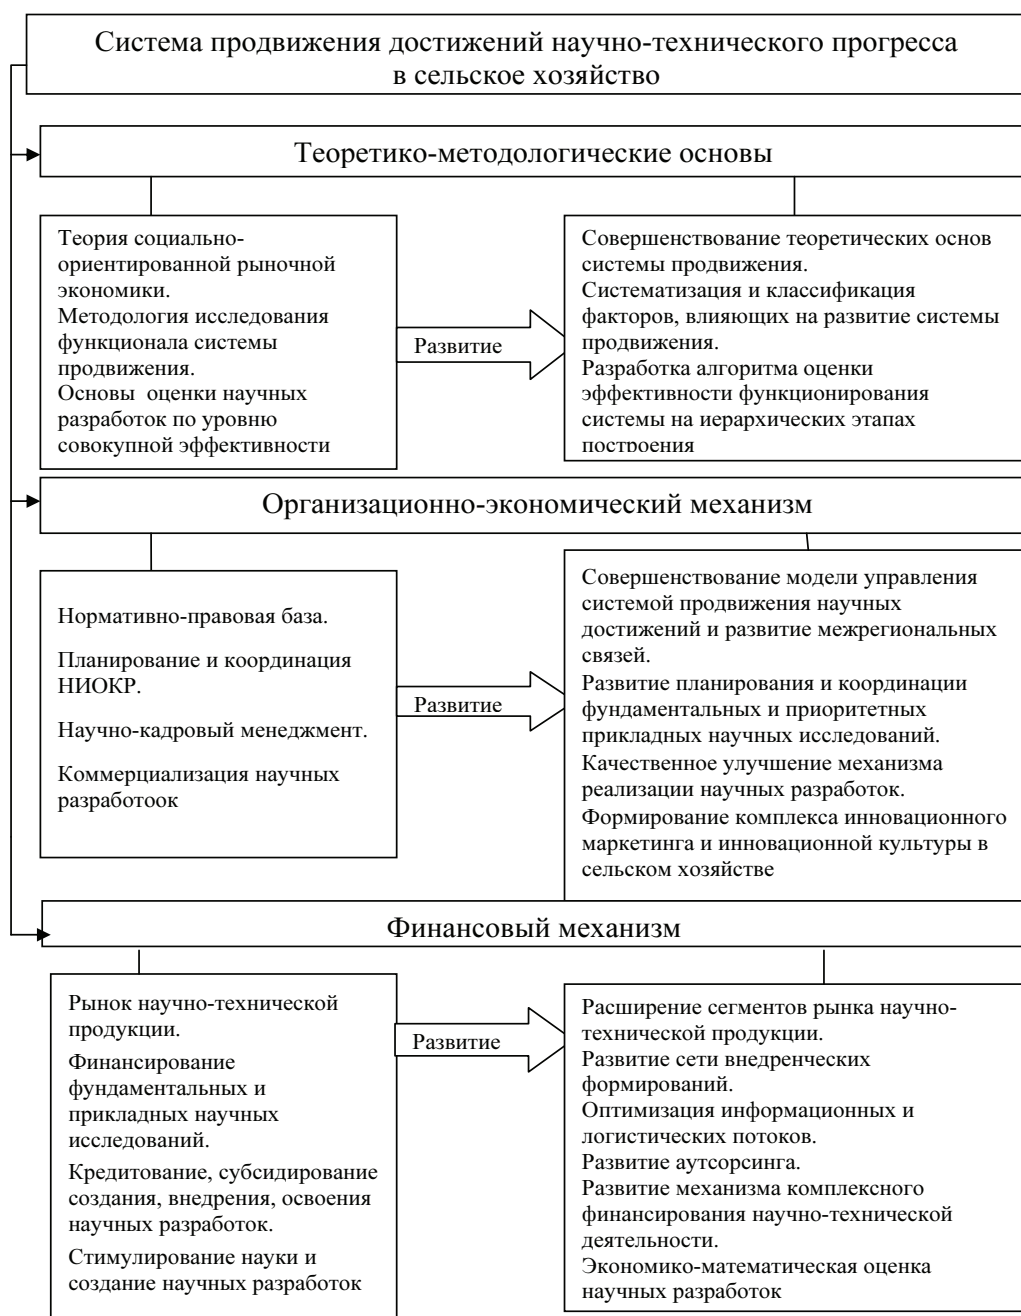 Система продвижения достижений научно-технического прогресса
в сельское хозяйство
Теоретико-методологические основы
Теория социально-
ориентированной рыночной
экономики.
Методология исследования
функционала системы
продвижения.
Основы оценки научных
разработок по уровню
совокупной эффективности
Развитие
Совершенствование теоретических основ
системы продвижения.
Систематизация и классификация
факторов, влияющих на развитие системы
продвижения.
Разработка алгоритма оценки
эффективности функционирования
системы на иерархических этапах
построения
Организационно-экономический механизм
Нормативно-правовая база.
Планирование и координация
НИОКР.
Научно-кадровый менеджмент.
Коммерциализация научных
разработоок
Развитие
Совершенствование модели управления
системой продвижения научных
достижений и развитие межрегиональных
связей.
Развитие планирования и координации
фундаментальных и приоритетных
прикладных научных исследований.
Качественное улучшение механизма
реализации научных разработок.
Формирование комплекса инновационного
маркетинга и инновационной культуры в
сельском хозяйстве
Финансовый механизм
Рынок научно-технической
продукции.
Финансирование
фундаментальных и
прикладных научных
исследований.
Кредитование, субсидирование
создания, внедрения, освоения
научных разработок.
Стимулирование науки и
создание научных разработок
Развитие
Расширение сегментов рынка научно-
технической продукции.
Развитие сети внедренческих
формирований.
Оптимизация информационных и
логистических потоков.
Развитие аутсорсинга.
Развитие механизма комплексного
финансирования научно-технической
деятельности.
Экономико-математическая оценка
научных разработок